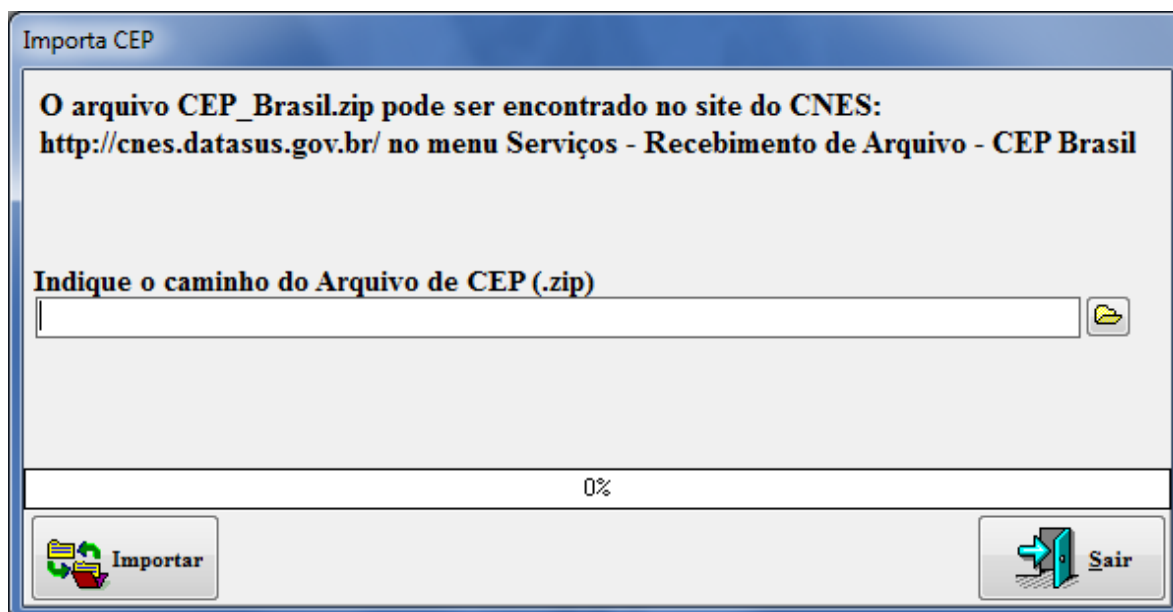 Importa CEP
O arquivo CEP_Brasil.zip pode ser encontrado no site do CNES:
http://cnes.datasus.gov.br/ no menu Serviços - Recebimento de Arquivo - CEP Brasil
Indique o caminho do Arquivo de CEP (.zip)
0%
Importar
Sair